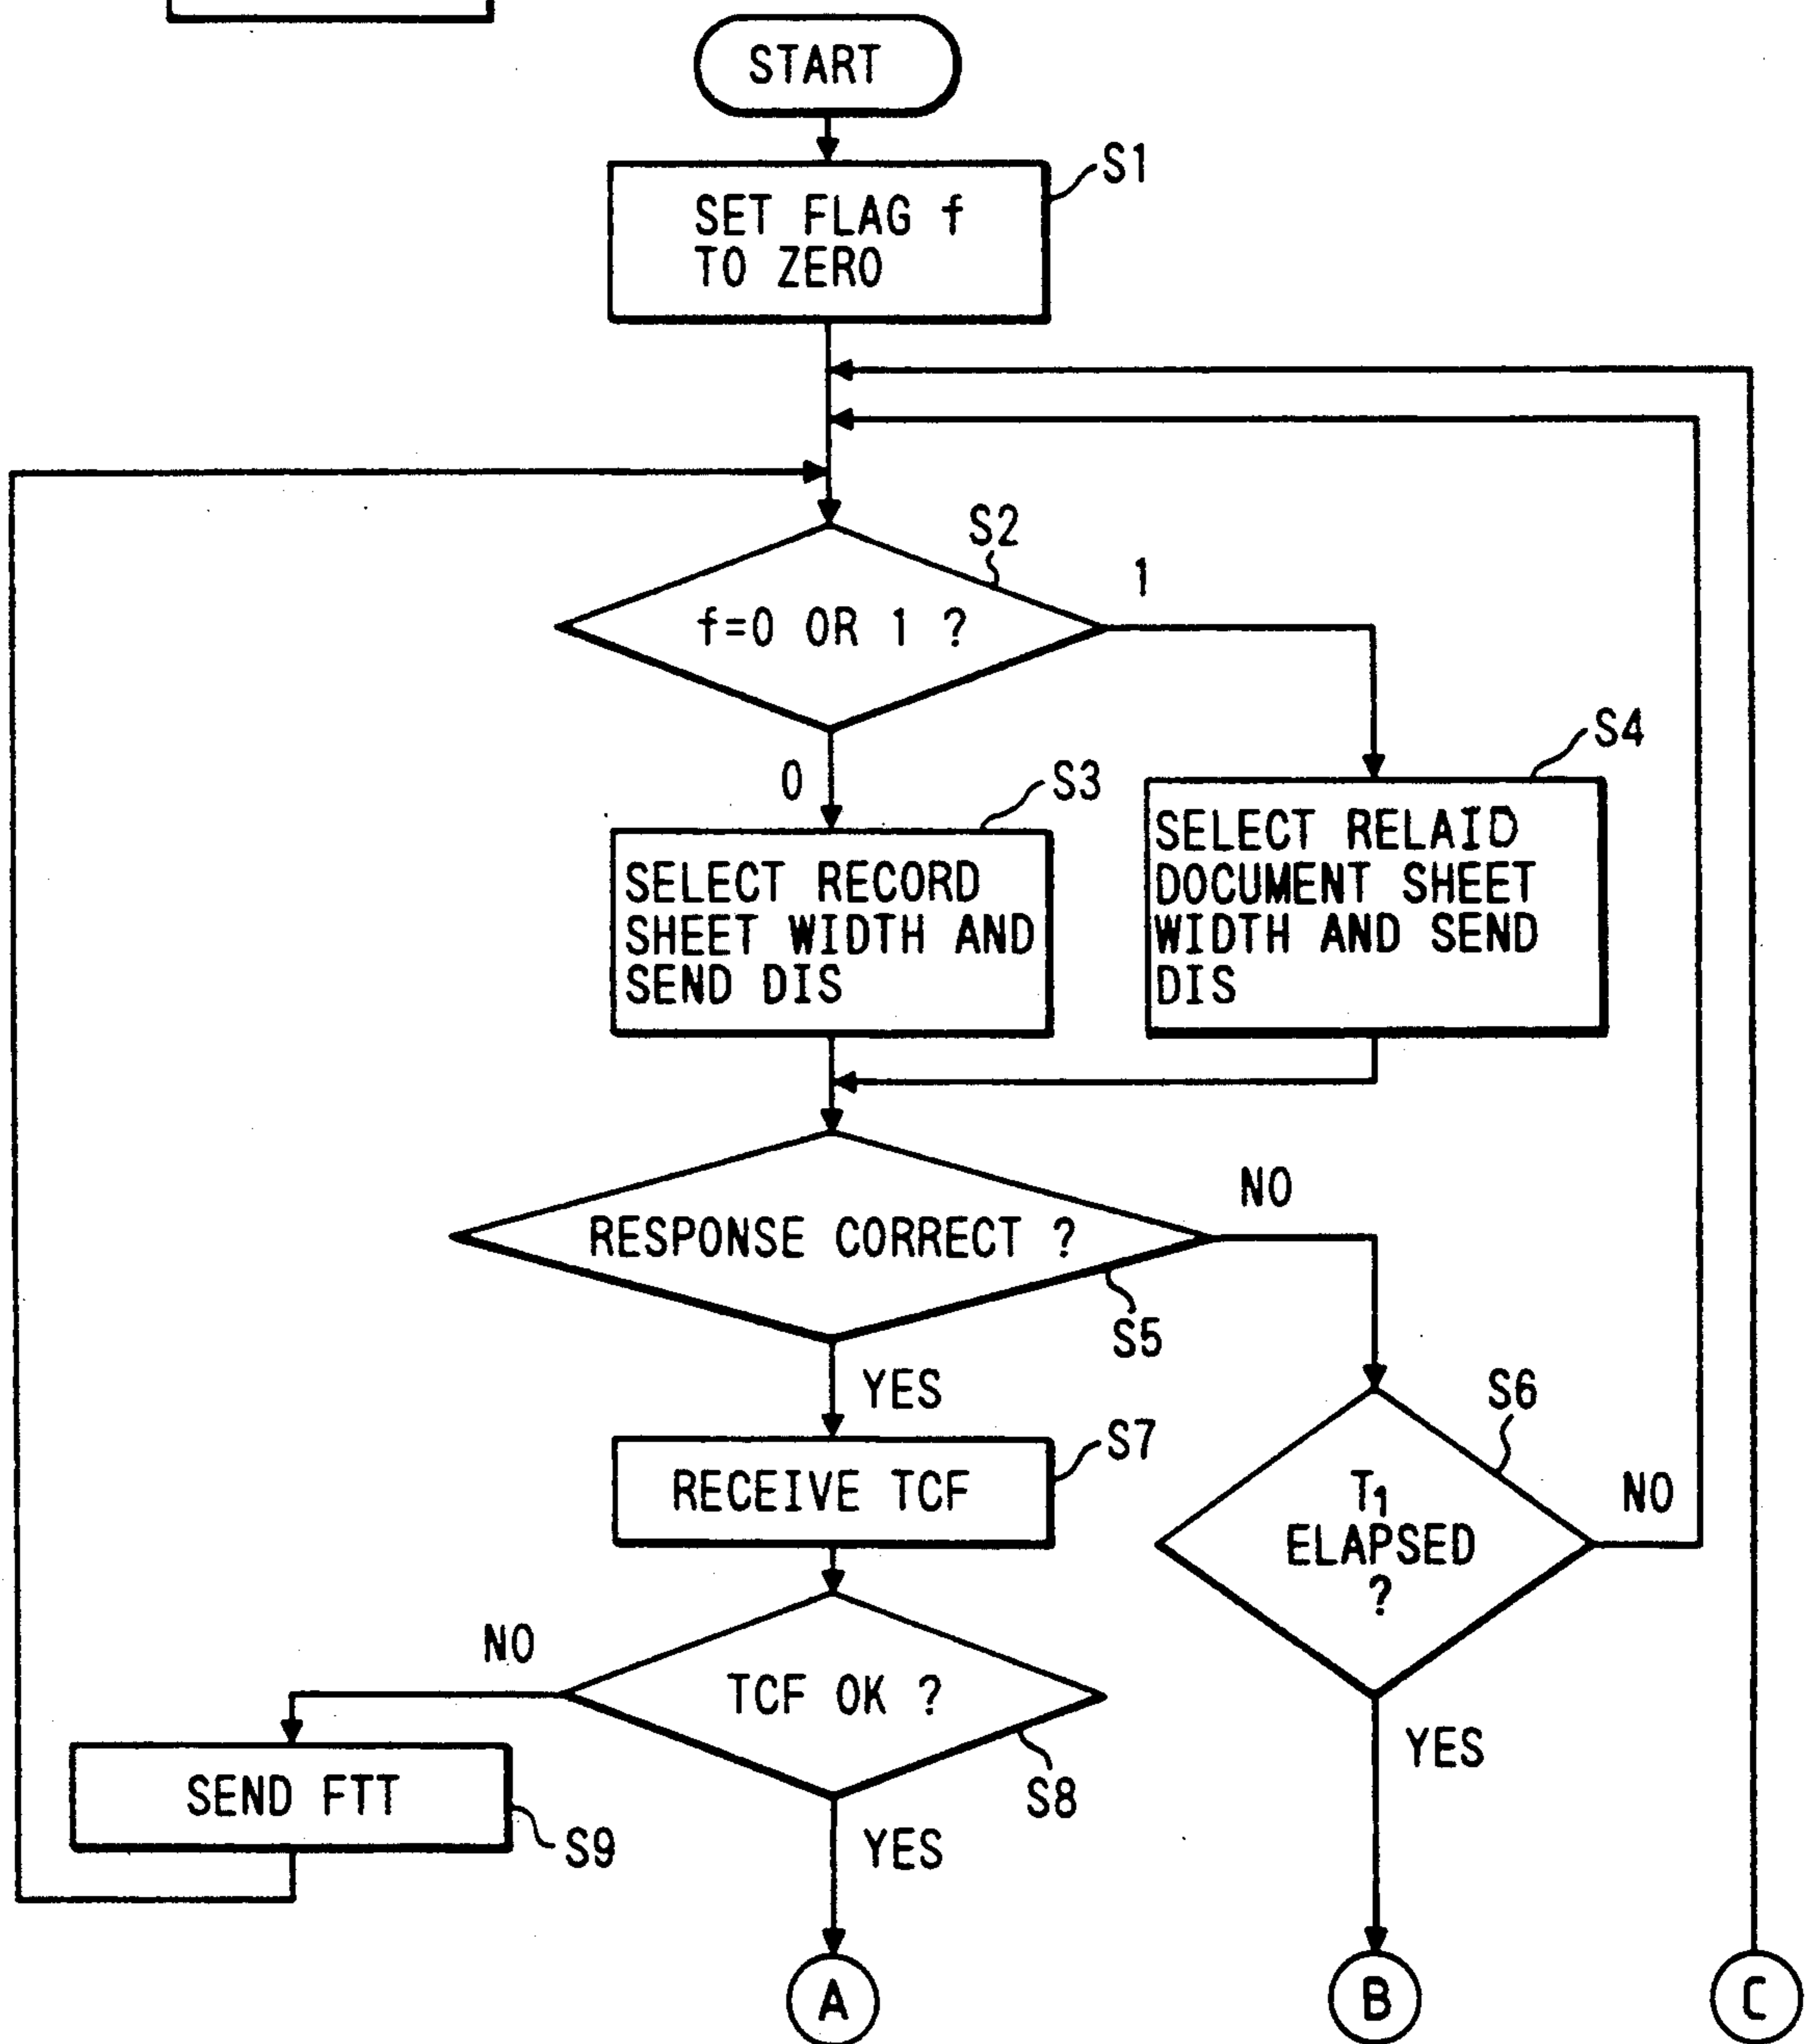 START
S1
SET FLAG f
TO ZERO
S2
1
f=0 OR 1 ?
S4
0
S3
SELECT RELAID
DOCUMENT SHEET
WIDTH AND SEND
DIS
SELECT RECORD
SHEET WIDTH AND
SEND DIS
NO
RESPONSE CORRECT ?
S5
YES
S6
S7
RECEIVE TCF
T1
ELAPSED
?
NO
NO
TCF OK ?
YES
S8
SEND FTT
S9
YES
A
B
C